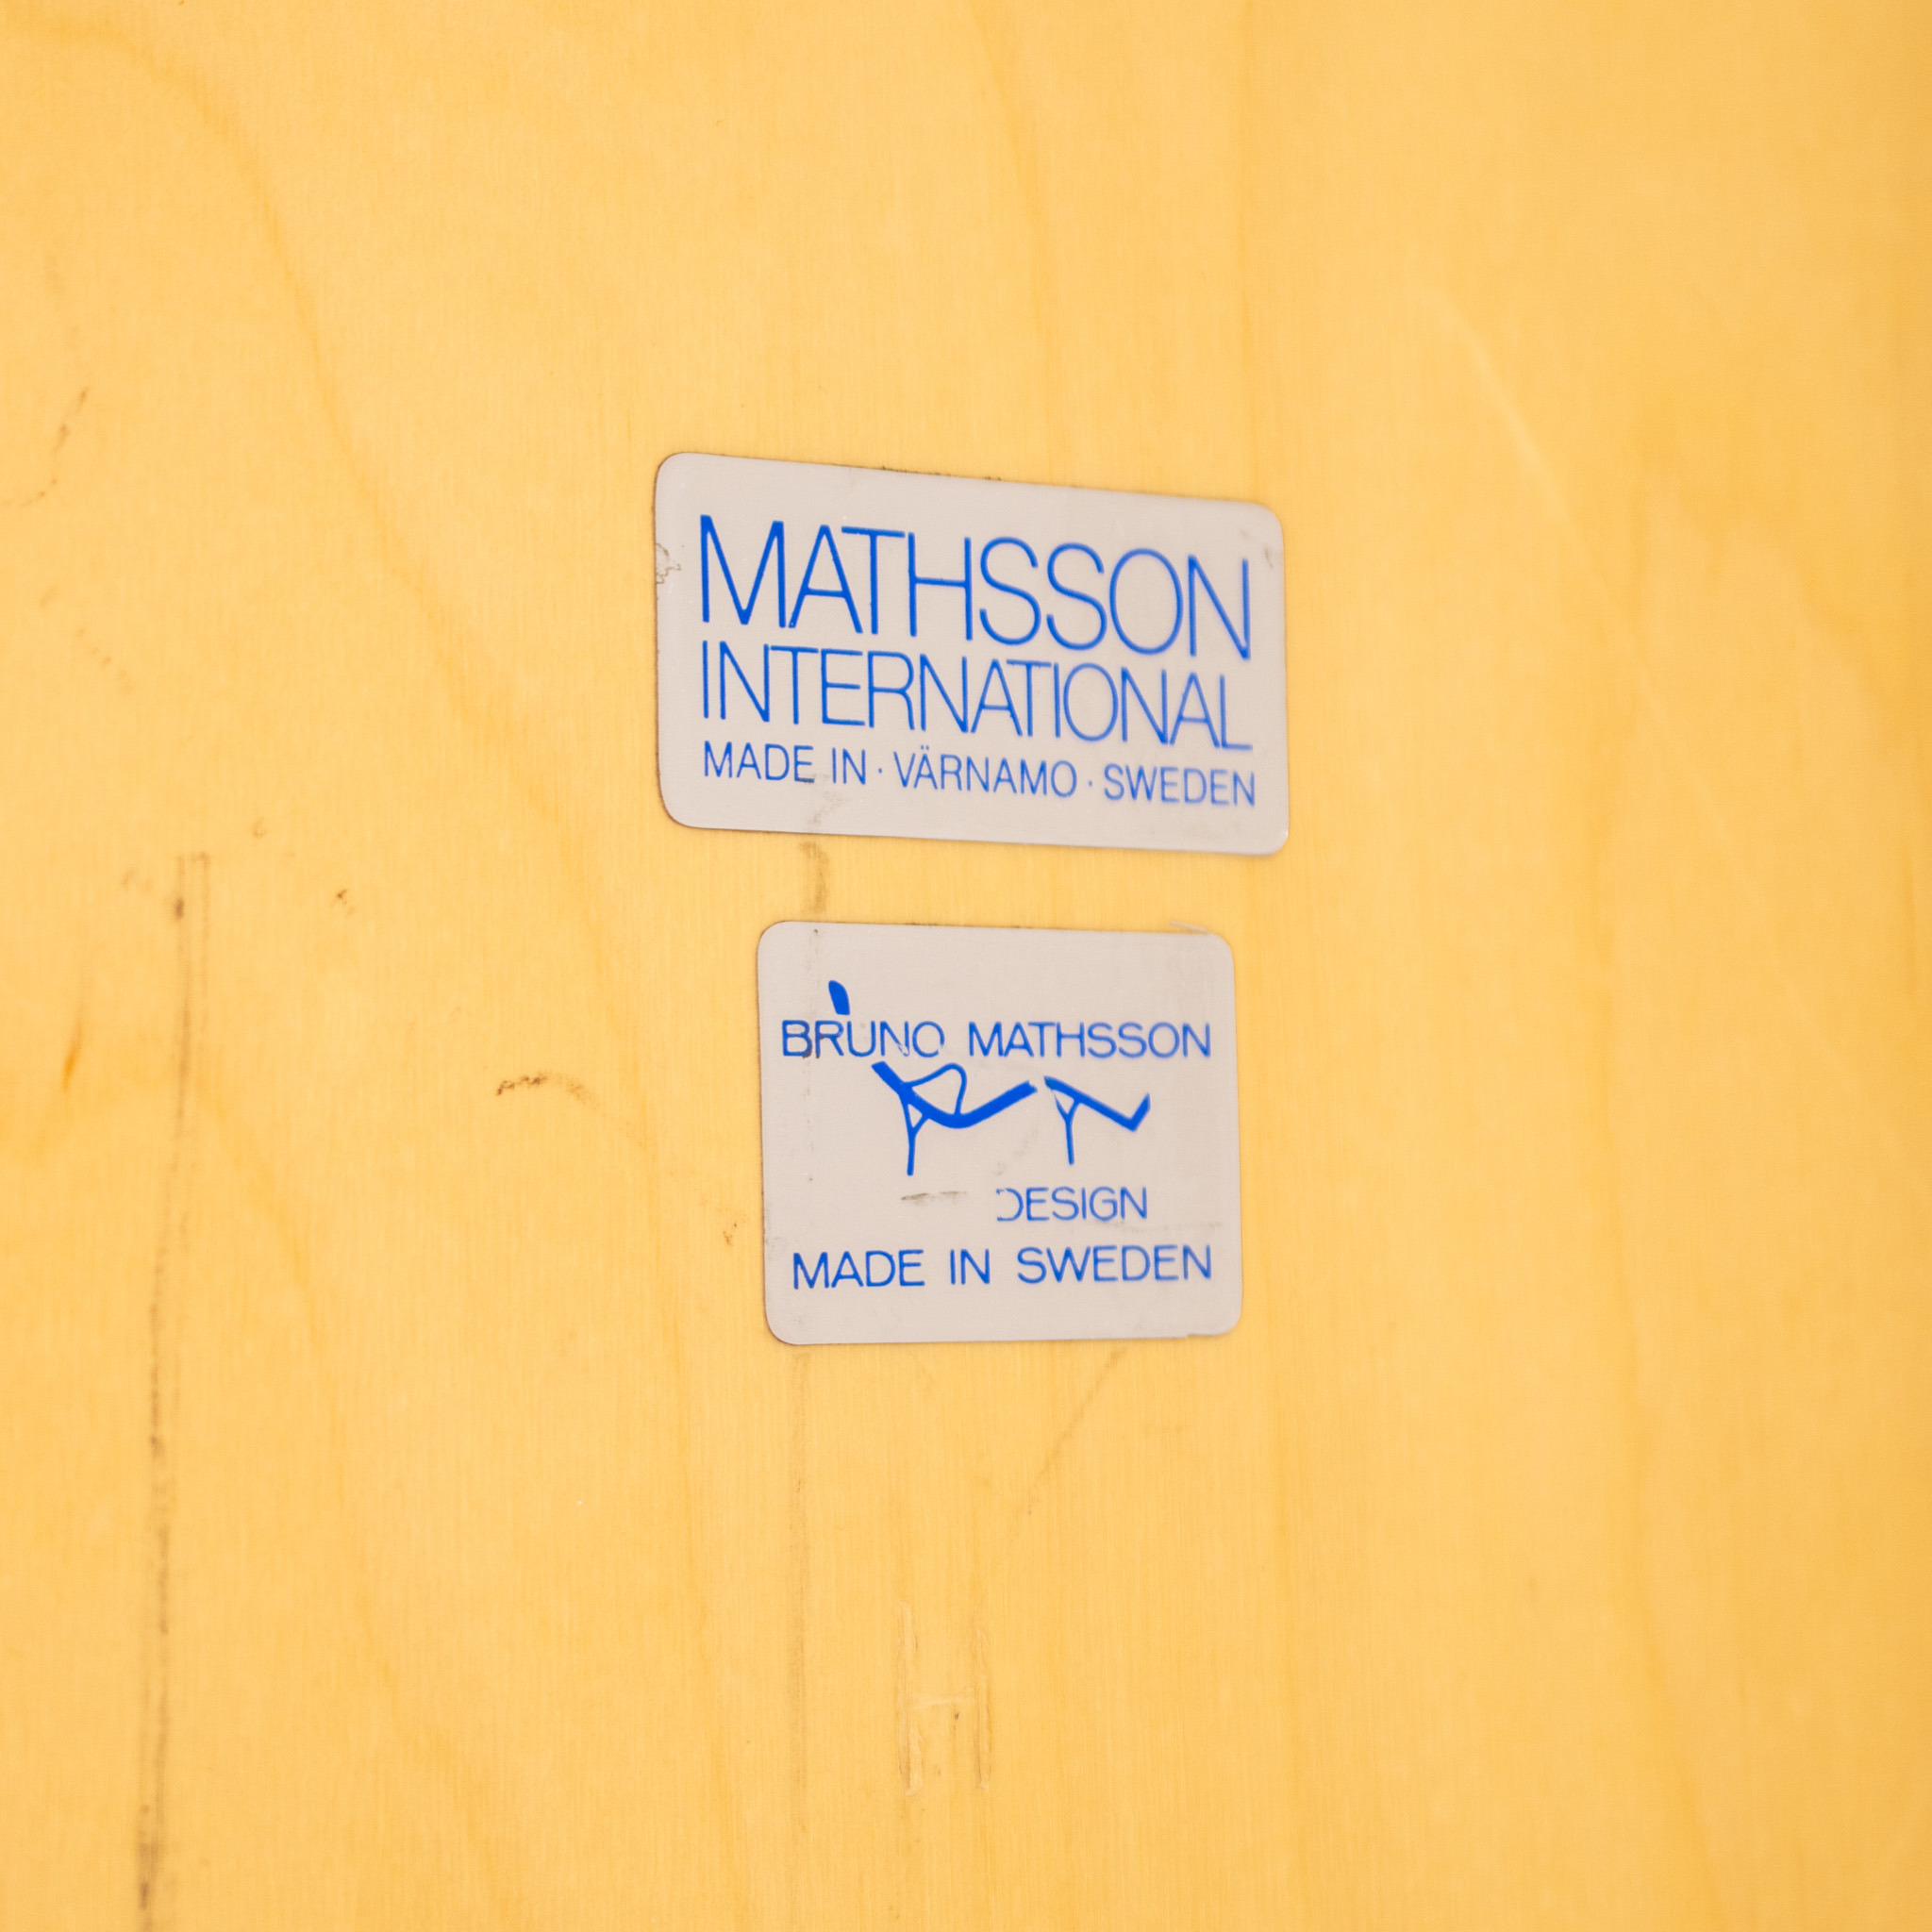 MATHSSON
INTERNATIONAL
MADE IN · VÄRNAMO · SWEDEN
BRUNO MATHSSON
DESIGN
MADE IN SWEDEN